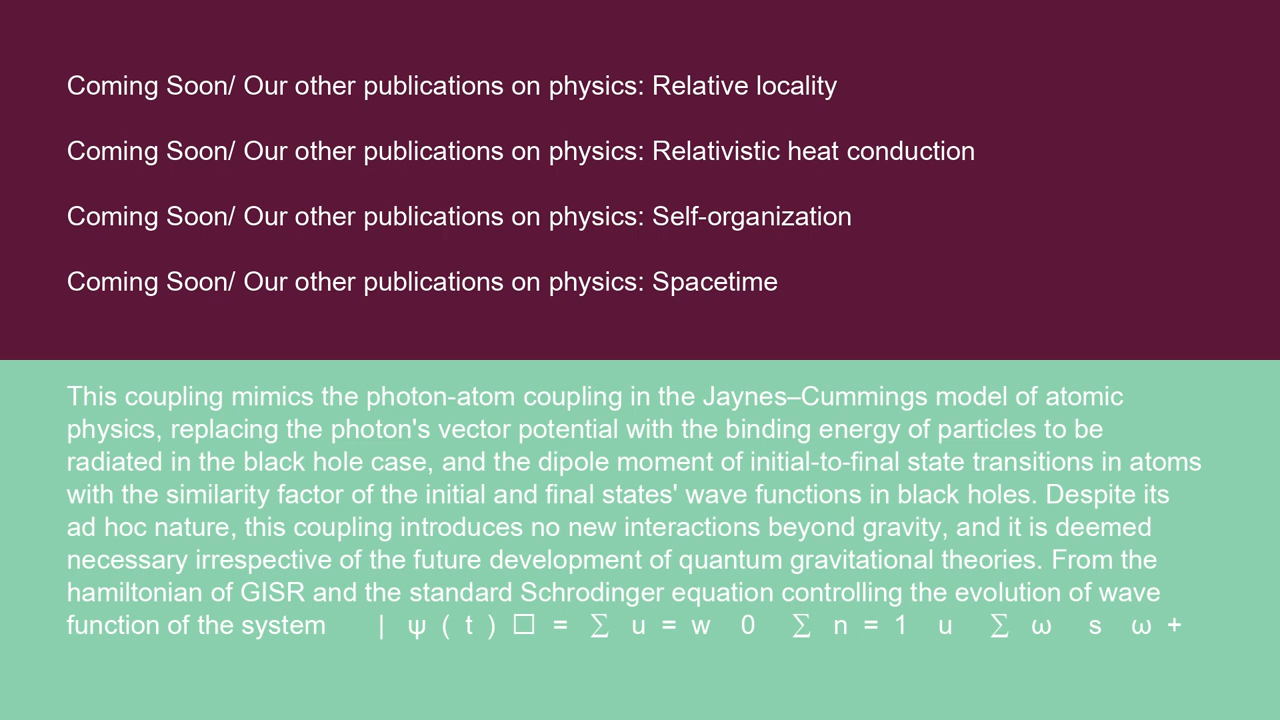 Coming Soon/ Our other publications on physics: Relative locality
Coming Soon/ Our other publications on physics: Relativistic heat conduction
Coming Soon/ Our other publications on physics: Self-organization
Coming Soon/ Our other publications on physics: Spacetime
This coupling mimics the photon-atom coupling in the Jaynes–Cummings model of atomic
physics, replacing the photon's vector potential with the binding energy of particles to be
radiated in the black hole case, and the dipole moment of initial-to-final state transitions in atoms
with the similarity factor of the initial and final states' wave functions in black holes. Despite its
ad hoc nature, this coupling introduces no new interactions beyond gravity, and it is deemed
necessary irrespective of the future development of quantum gravitational theories. From the
hamiltonian of GISR and the standard Schrodinger equation controlling the evolution of wave
function of the system | ψ ( t ) □ = ∑ u = w 0 ∑ n = 1 u ∑ ω s ω +